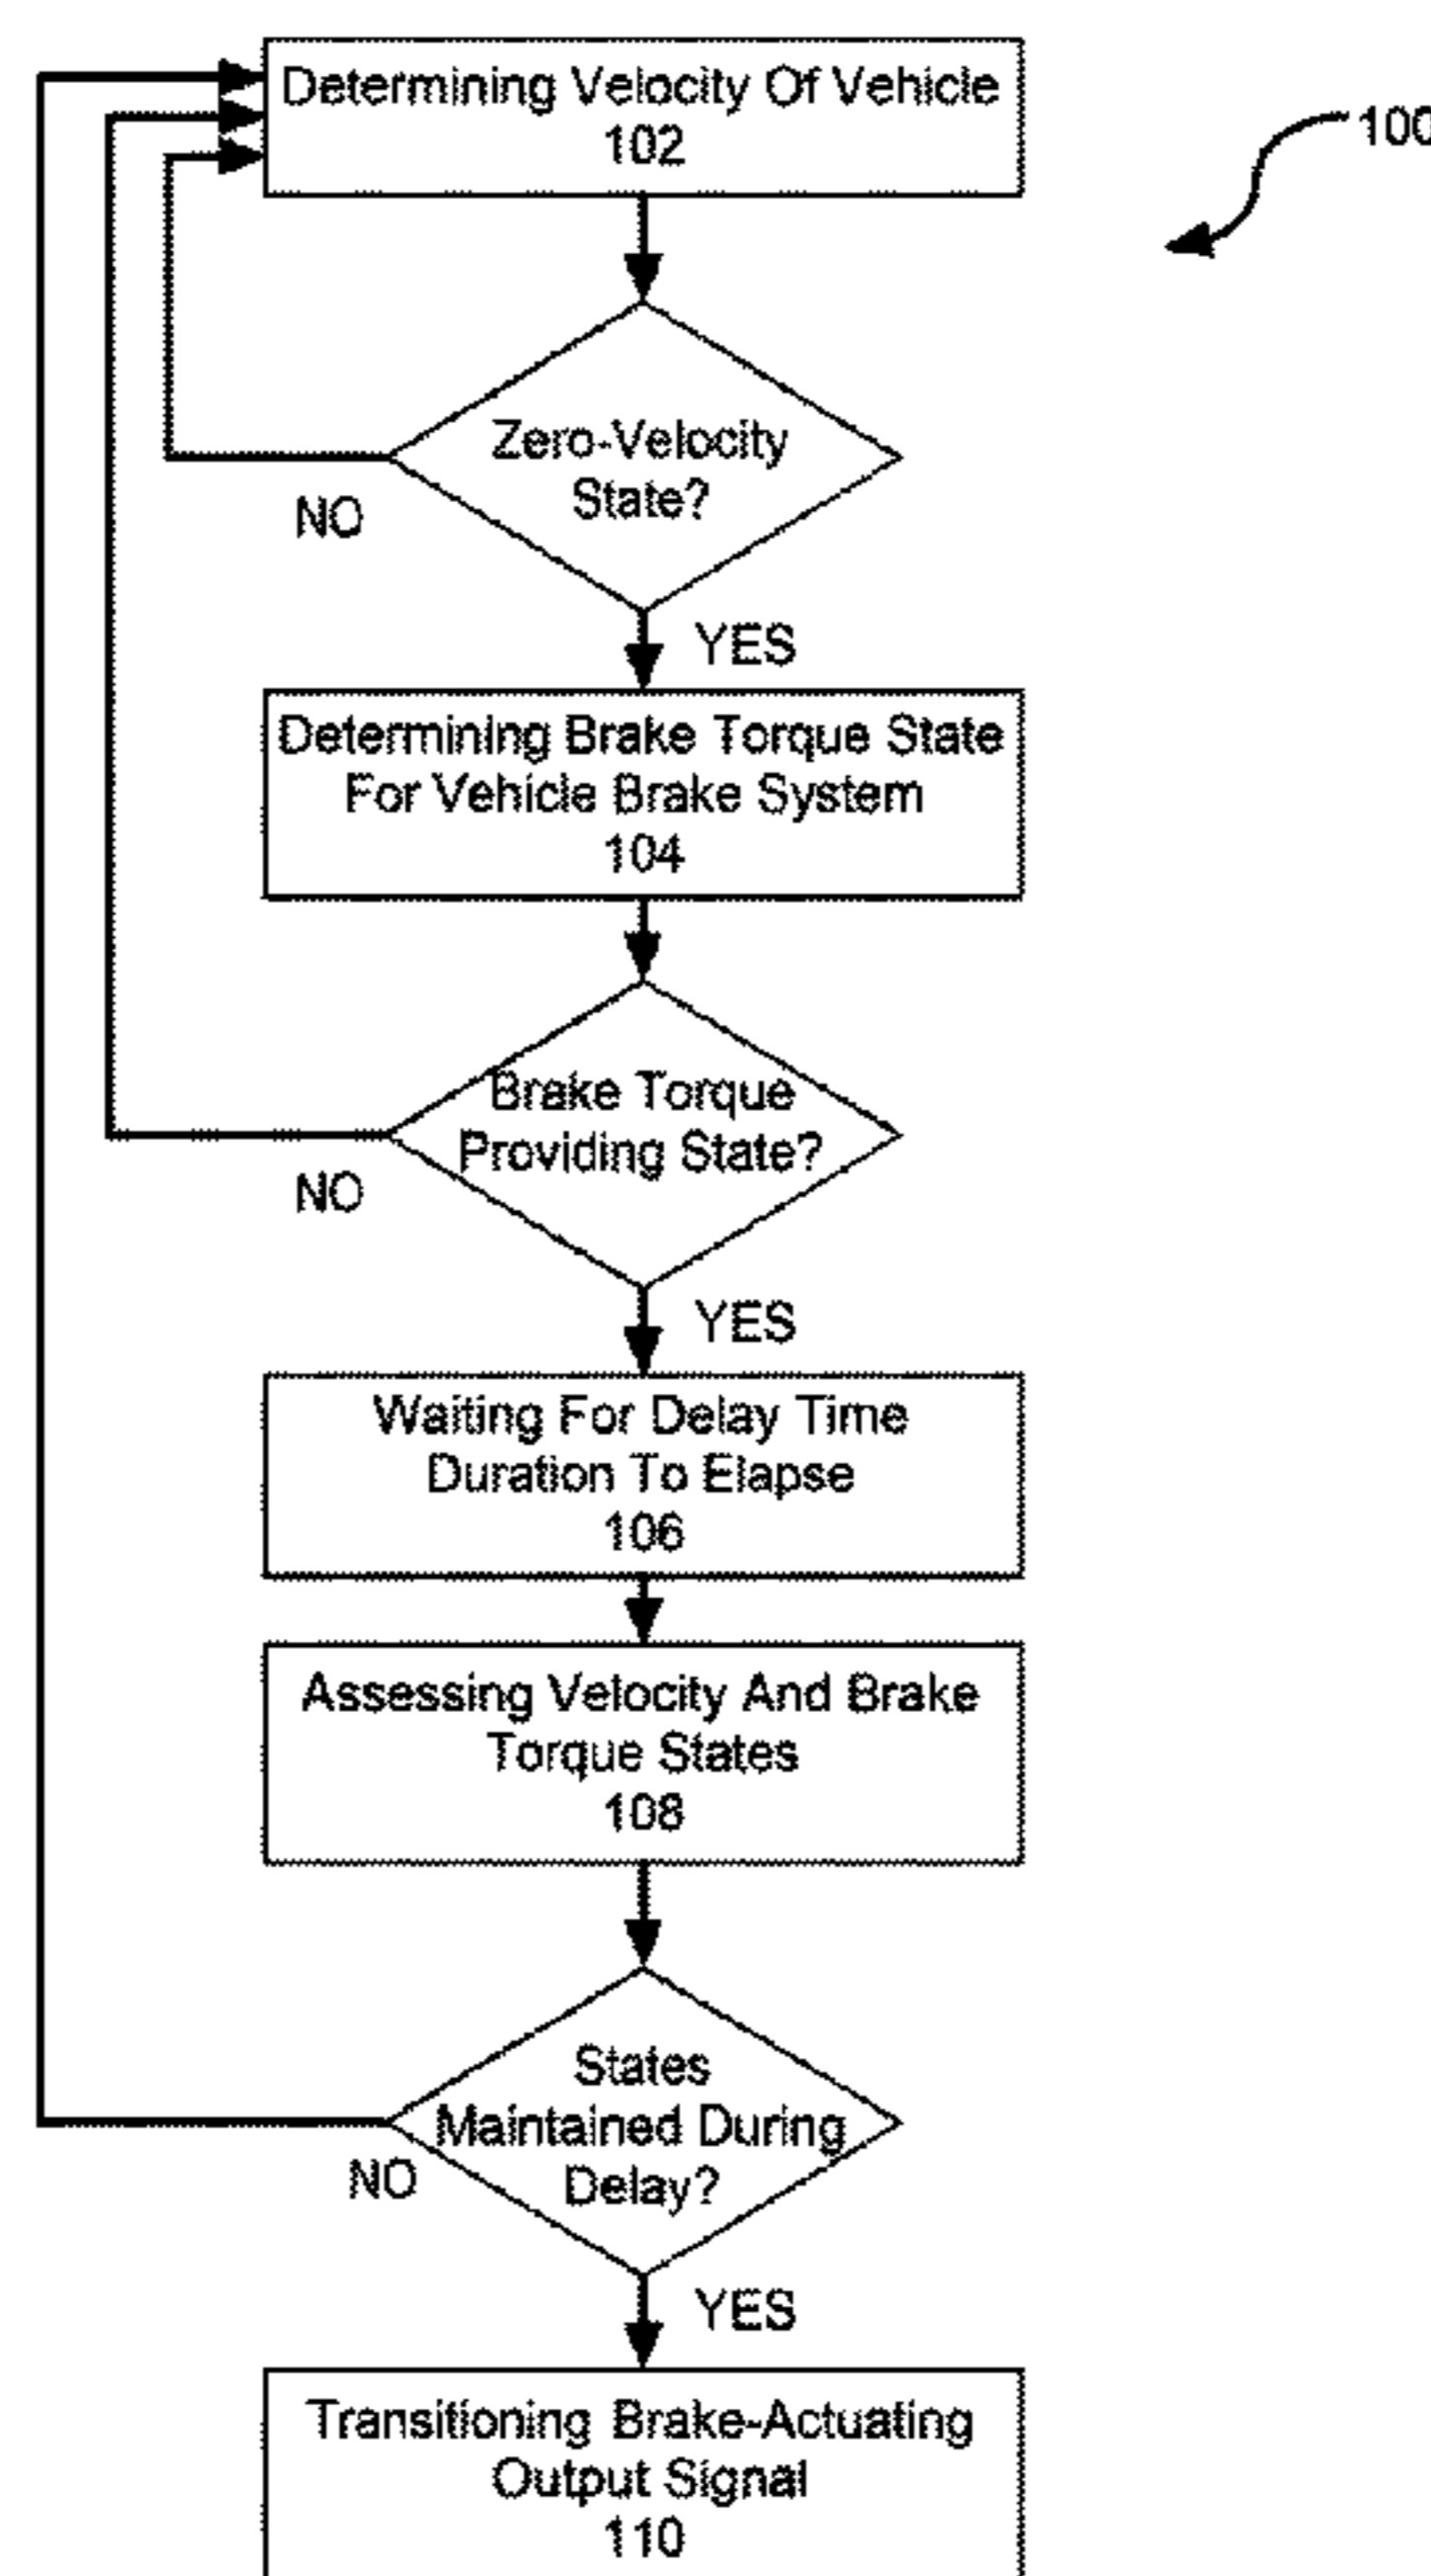 Determining Velocity Of Vehicle
102
100
Zero-Velocity
State?
NO
YES
Determining Brake Torque State
For Vehicle Brake System
104
Brake Torque
Providing State?
NO
YES
Waiting For Delay Time
Duration To Elapse
106
Assessing Velocity And Brake
Torque States
108
States
Maintained During
Delay?
NO
YES
Transitioning Brake-Actuating
Output Signal
110